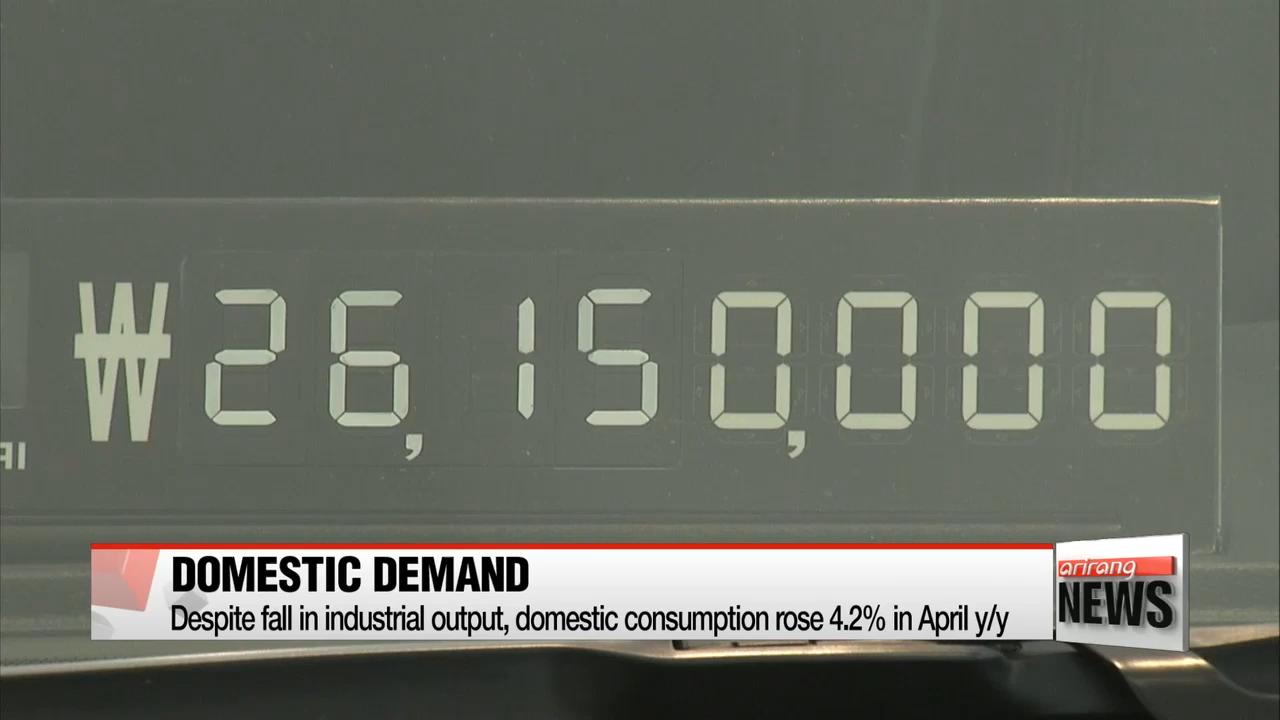 ₩26,150,000
DOMESTIC DEMAND
Despite fall in industrial output, domestic consumption rose 4.2% in April y/y
arirang
NEWS